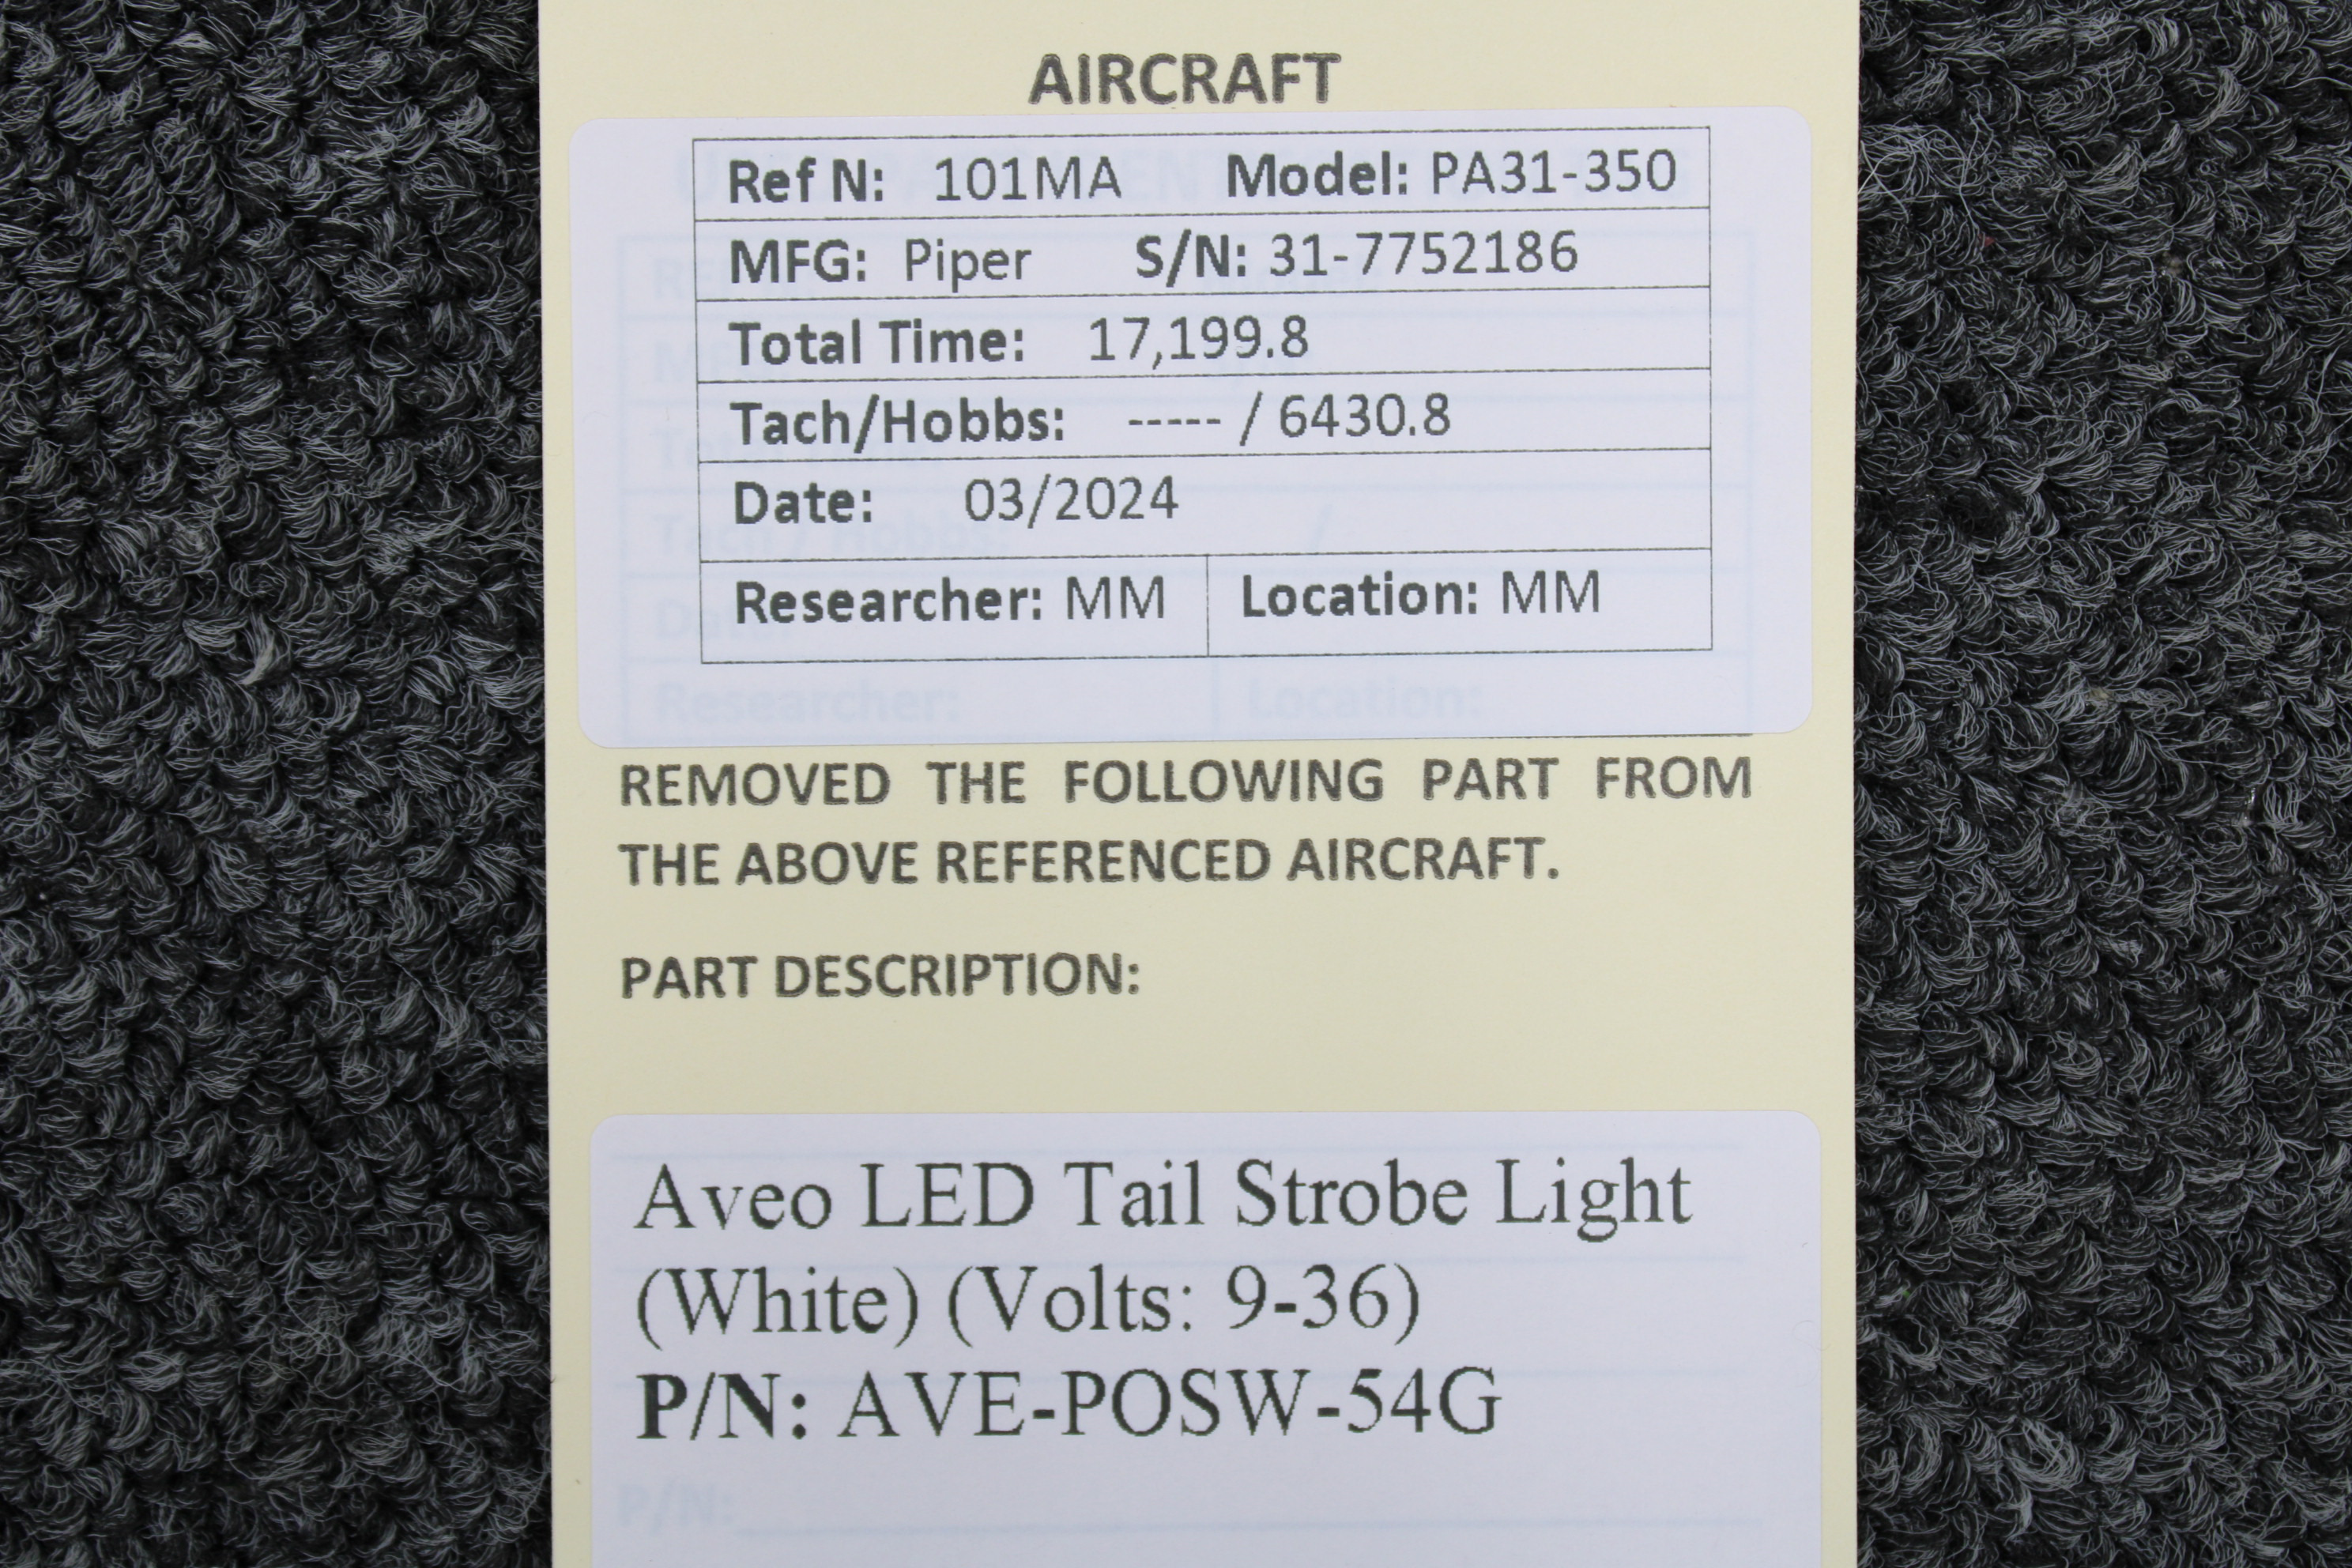 AIRCRAFT
Ref N: 101MA Model: PA31-350
MFG: Piper S/N: 31-7752186
Total Time: 17,199.8
Tach/Hobbs: ----- / 6430.8
Date: 03/2024
Researcher: MM Location: MM
REMOVED THE FOLLOWING PART FROM
THE ABOVE REFERENCED AIRCRAFT.
PART DESCRIPTION:
Aveo LED Tail Strobe Light
(White) (Volts: 9-36)
P/N: AVE-POSW-54G
P/N: